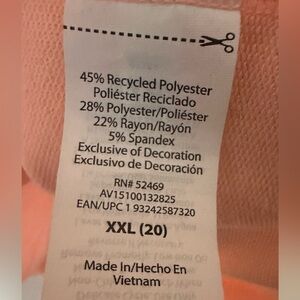 45% Recycled Polyester
Poliéster Reciclado
28% Polyester/Poliéster
22% Rayon/Rayón
5% Spandex
Exclusive of Decoration
Exclusivo de Decoración
RN# 52469
AV15100132825
EAN/UPC 1 93242587320
XXL (20)
Made In/Hecho En
Vietnam